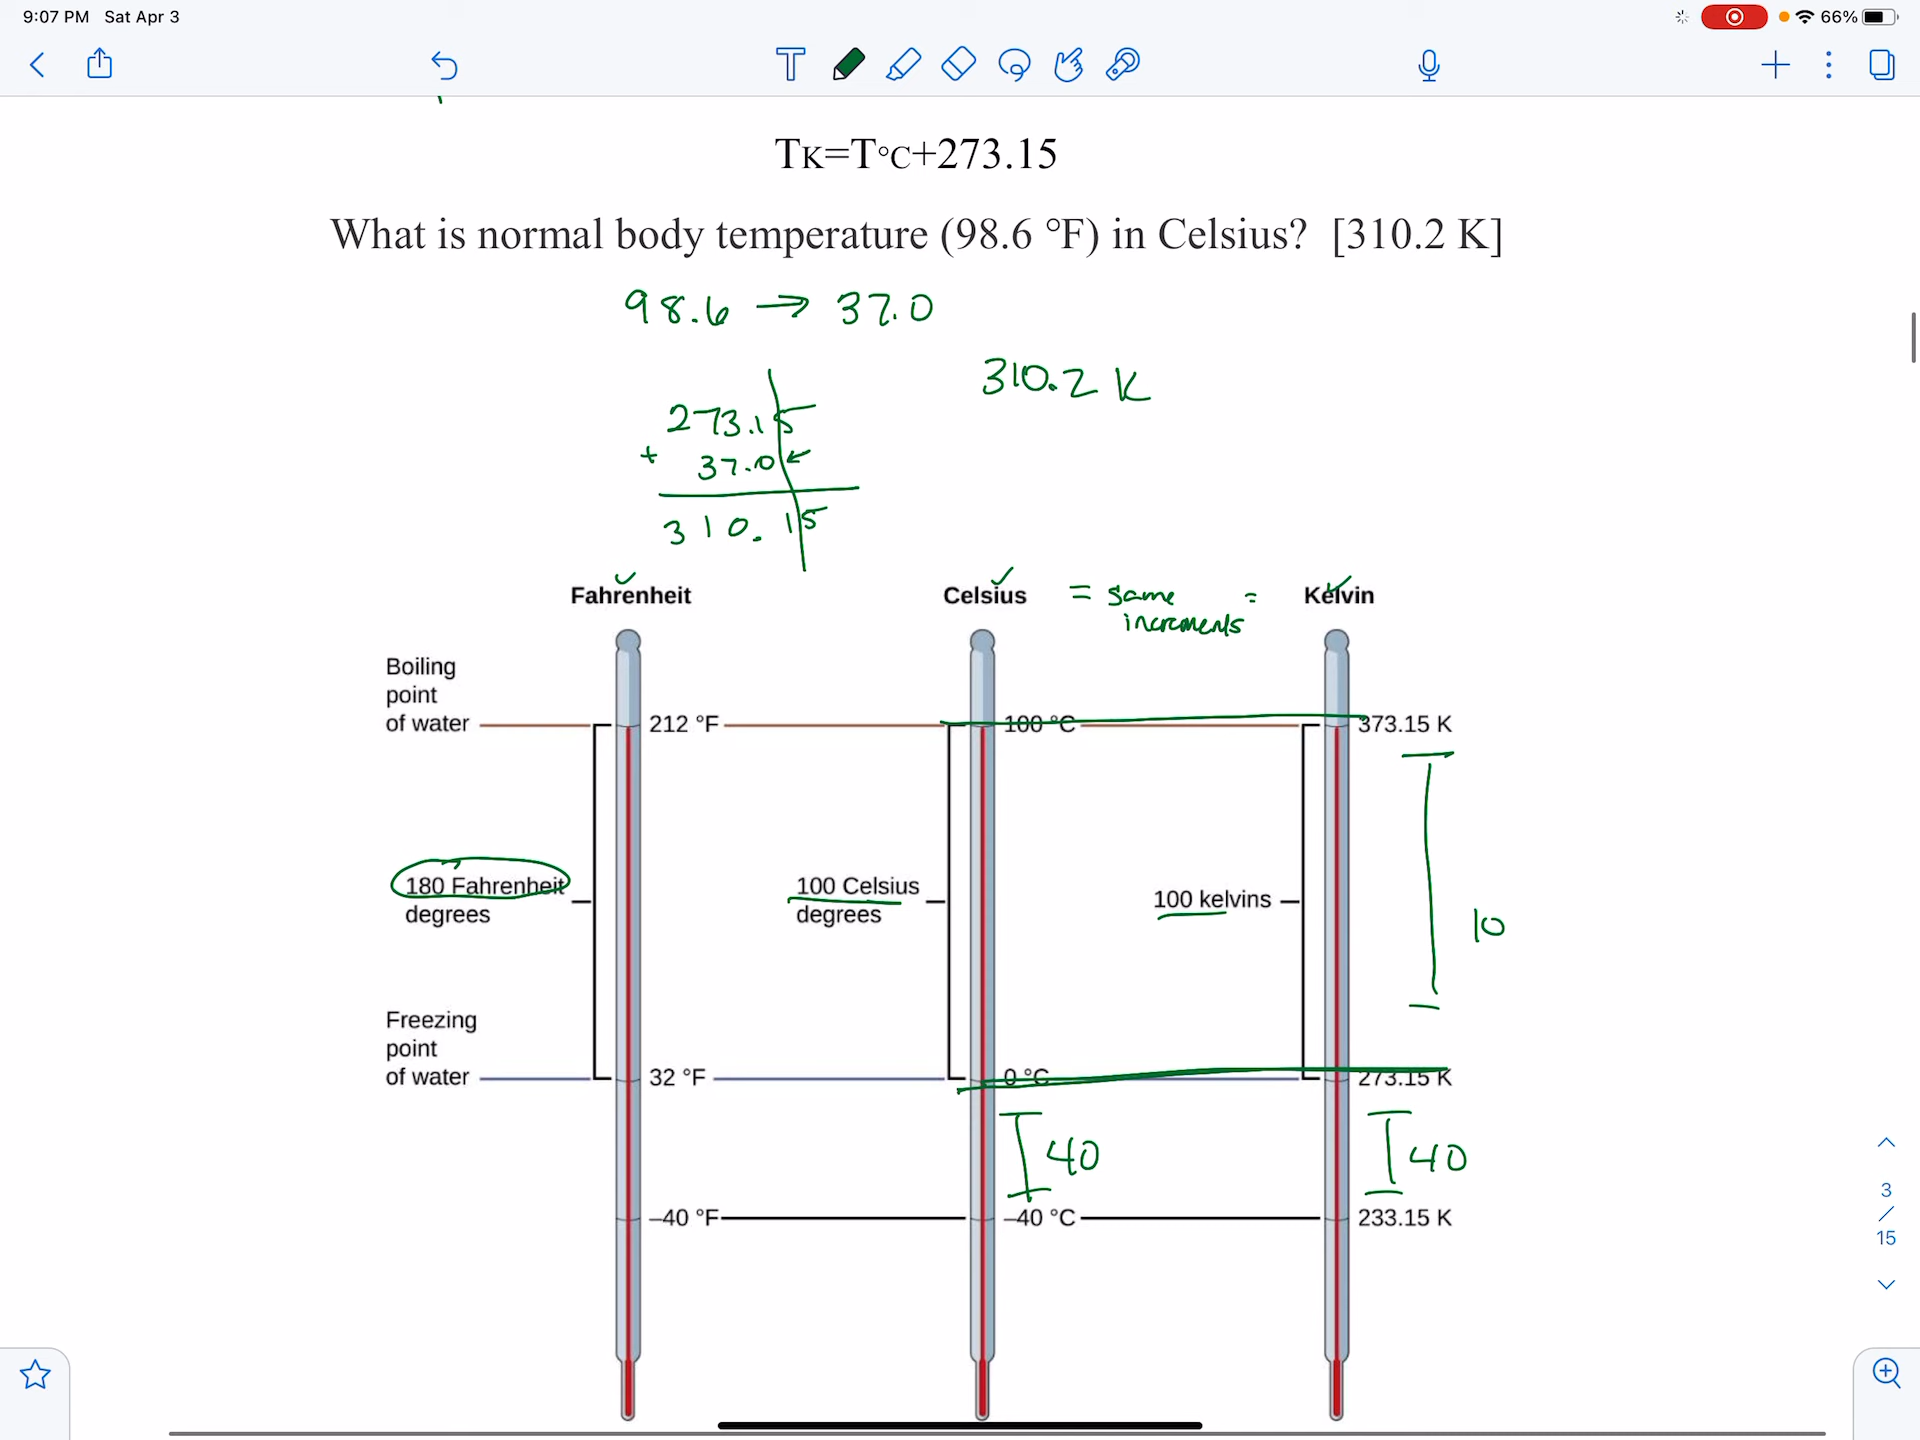 9:07 PM Sat Apr 3
66%
T
TK=T°C+273.15
What is normal body temperature (98.6 °F) in Celsius? [310.2 K]
98.6 → 37.0
310.2 K
273.15
+ 37.0 ←
310.15
Fahrenheit Celsius = same increments = Kelvin
Boiling
point
of water
212 °F 100 °C 373.15 K
180 Fahrenheit
degrees
100 Celsius
degrees
100 kelvins
10
Freezing
point
of water
32 °F 0 °C 273.15 K
40 40
–40 °F –40 °C 233.15 K
3
/
15